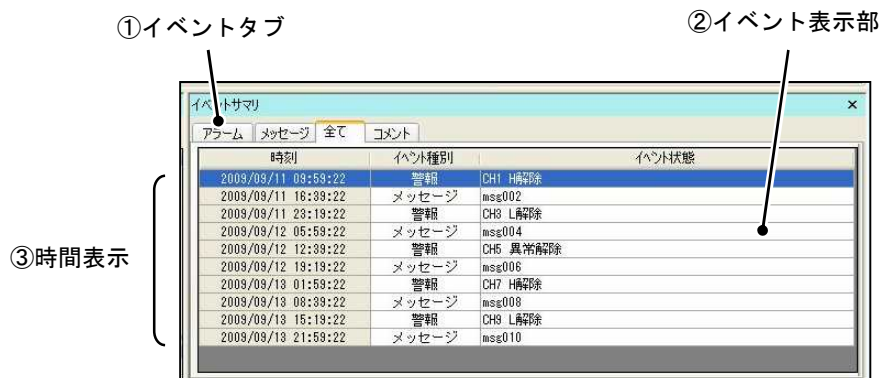 ①イベントタブ
②イベント表示部
イベントサマリ
アラーム メッセージ 全て コメント
時刻 イベント種別 イベント状態
2009/09/11 09:59:22 警報 CH1 H解除
2009/09/11 16:39:22 メッセージ msg002
2009/09/11 23:19:22 警報 CH3 L解除
2009/09/12 05:59:22 メッセージ msg004
2009/09/12 12:39:22 警報 CH5 異常解除
2009/09/12 19:19:22 メッセージ msg006
2009/09/13 01:59:22 警報 CH7 H解除
2009/09/13 08:39:22 メッセージ msg008
2009/09/13 15:19:22 警報 CH9 L解除
2009/09/13 21:59:22 メッセージ msg010
③時間表示